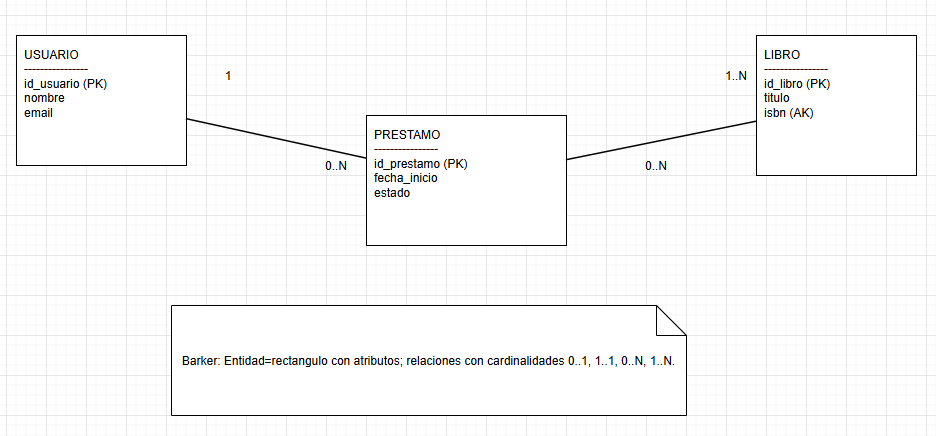 USUARIO
----------------
id_usuario (PK)
nombre
email
1
0..N
PRESTAMO
----------------
id_prestamo (PK)
fecha_inicio
estado
1..N
0..N
LIBRO
----------------
id_libro (PK)
titulo
isbn (AK)
Barker: Entidad=rectangulo con atributos; relaciones con cardinalidades 0..1, 1..1, 0..N, 1..N.